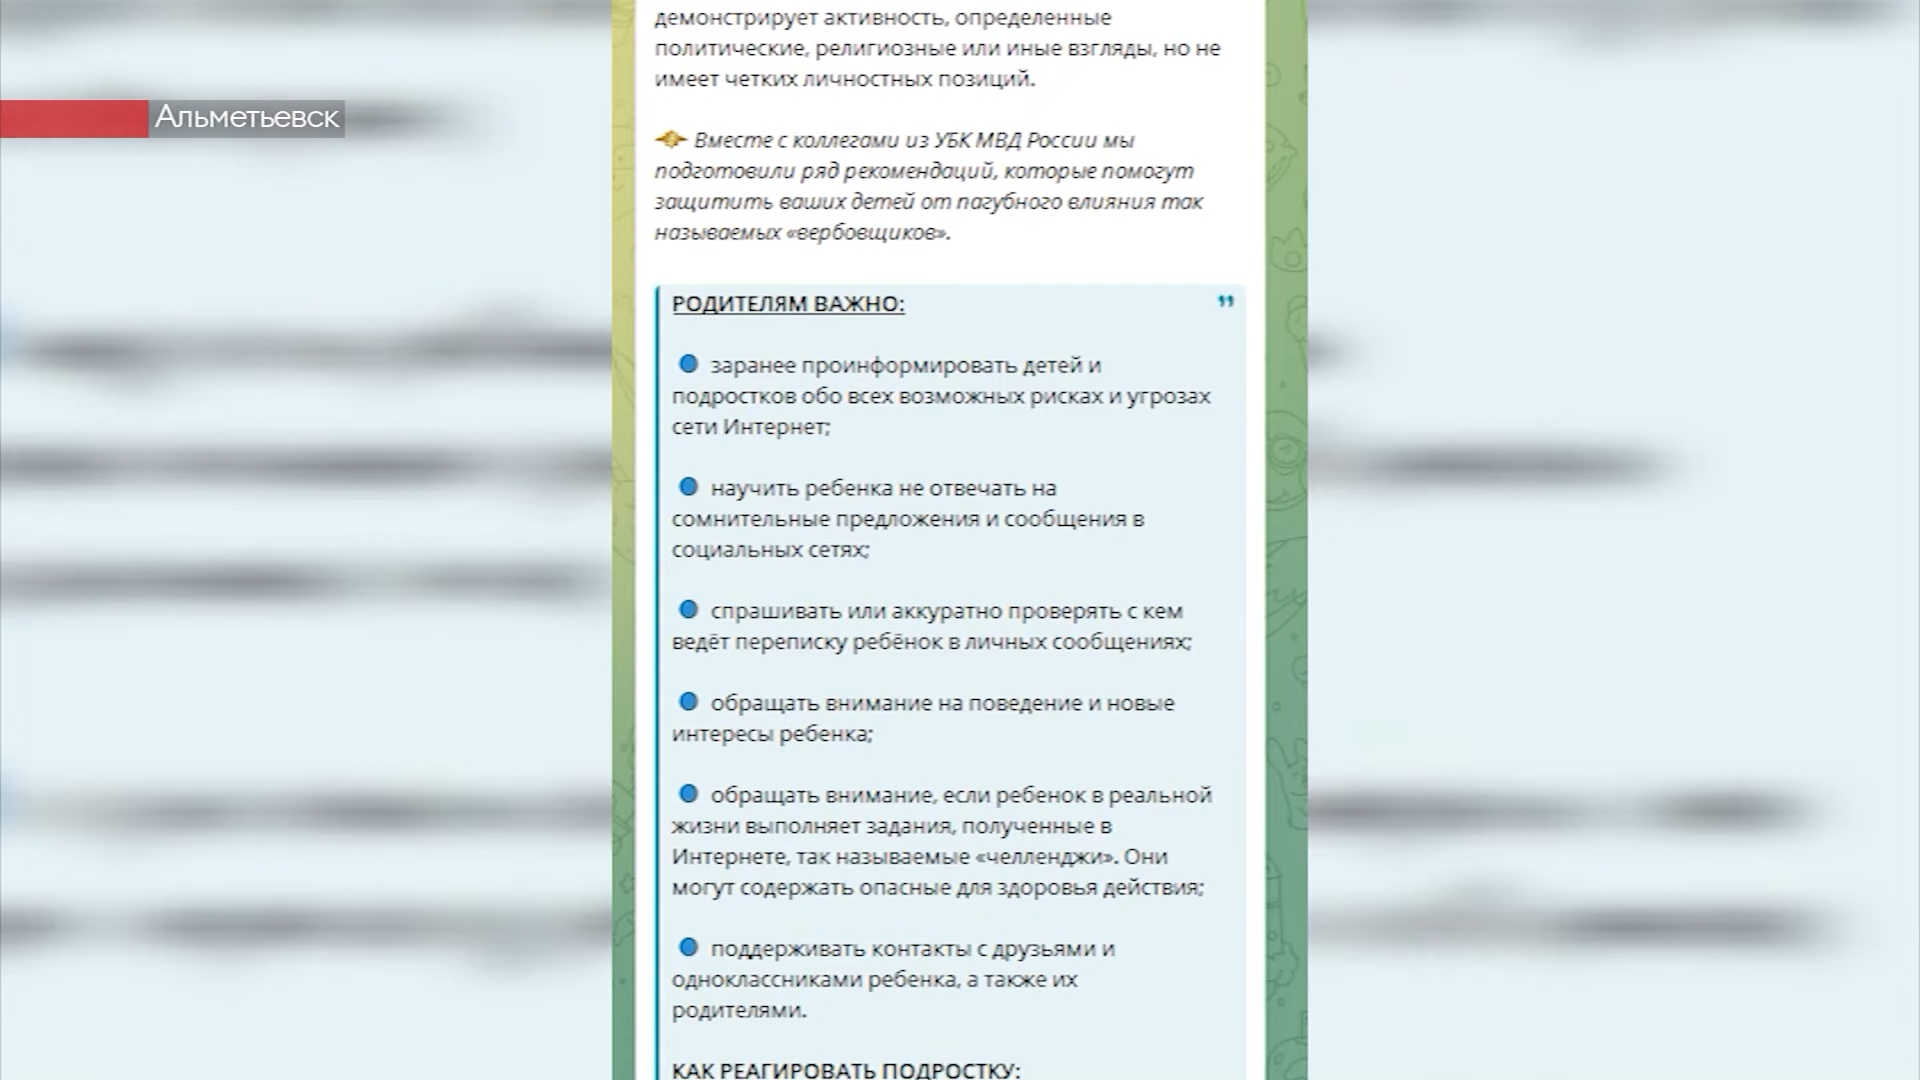 демонстрирует активность, определенные
политические, религиозные или иные взгляды, но не
имеет четких личностных позиций.
Альметьевск
Вместе с коллегами из УБК МВД России мы
подготовили ряд рекомендаций, которые помогут
защитить ваших детей от пагубного влияния так
называемых «вербовщиков».
РОДИТЕЛЯМ ВАЖНО:
заранее проинформировать детей и
подростков обо всех возможных рисках и угрозах
сети Интернет;
научить ребенка не отвечать на
сомнительные предложения и сообщения в
социальных сетях;
спрашивать или аккуратно проверять с кем
ведёт переписку ребёнок в личных сообщениях;
обращать внимание на поведение и новые
интересы ребенка;
обращать внимание, если ребенок в реальной
жизни выполняет задания, полученные в
Интернете, так называемые «челленджи». Они
могут содержать опасные для здоровья действия;
поддерживать контакты с друзьями и
одноклассниками ребенка, а также их
родителями.
КАК РЕАГИРОВАТЬ ПОДРОСТКУ: